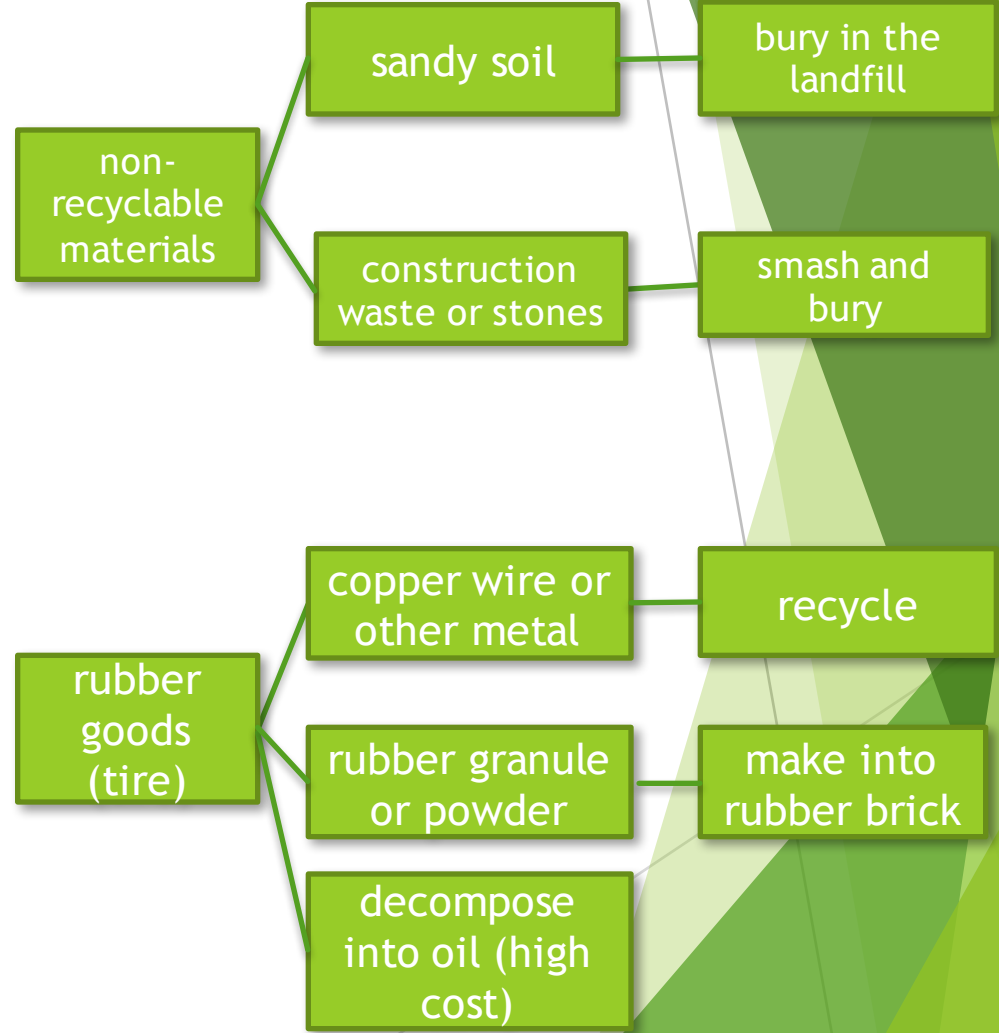 sandy soil
bury in the
landfill
non-
recyclable
materials
construction
waste or stones
smash and
bury
copper wire or
other metal
recycle
rubber
goods
(tire)
rubber granule
or powder
make into
rubber brick
decompose
into oil (high
cost)